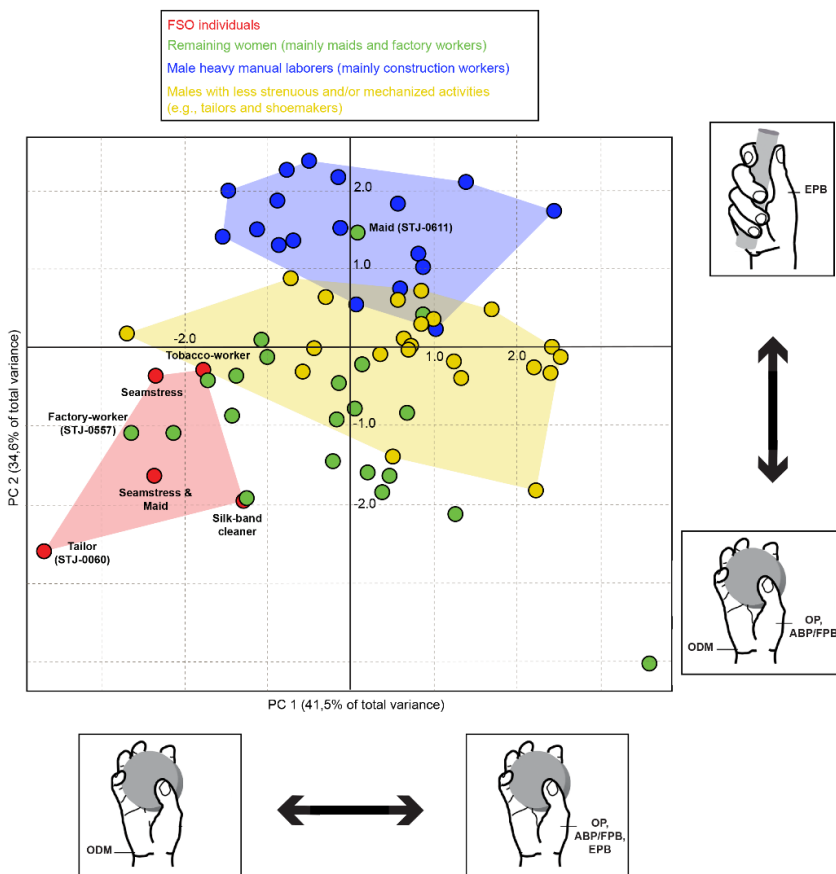 FSO individuals
Remaining women (mainly maids and factory workers)
Male heavy manual laborers (mainly construction workers)
Males with less strenuous and/or mechanized activities
(e.g., tailors and shoemakers)
2.0
Maid (STJ-0611)
EPB
1.0
-2.0
1.0
2.0
Tobacco-worker
Seamstress
Factory-worker
(STJ-0557)
-1.0
Seamstress &
Maid
-2.0
Silk-band
cleaner
Tailor
(STJ-0060)
PC 2 (34,6% of total variance)
OP,
ABP/FPB
ODM
PC 1 (41,5% of total variance)
ODM
OP,
ABP/FPB,
EPB